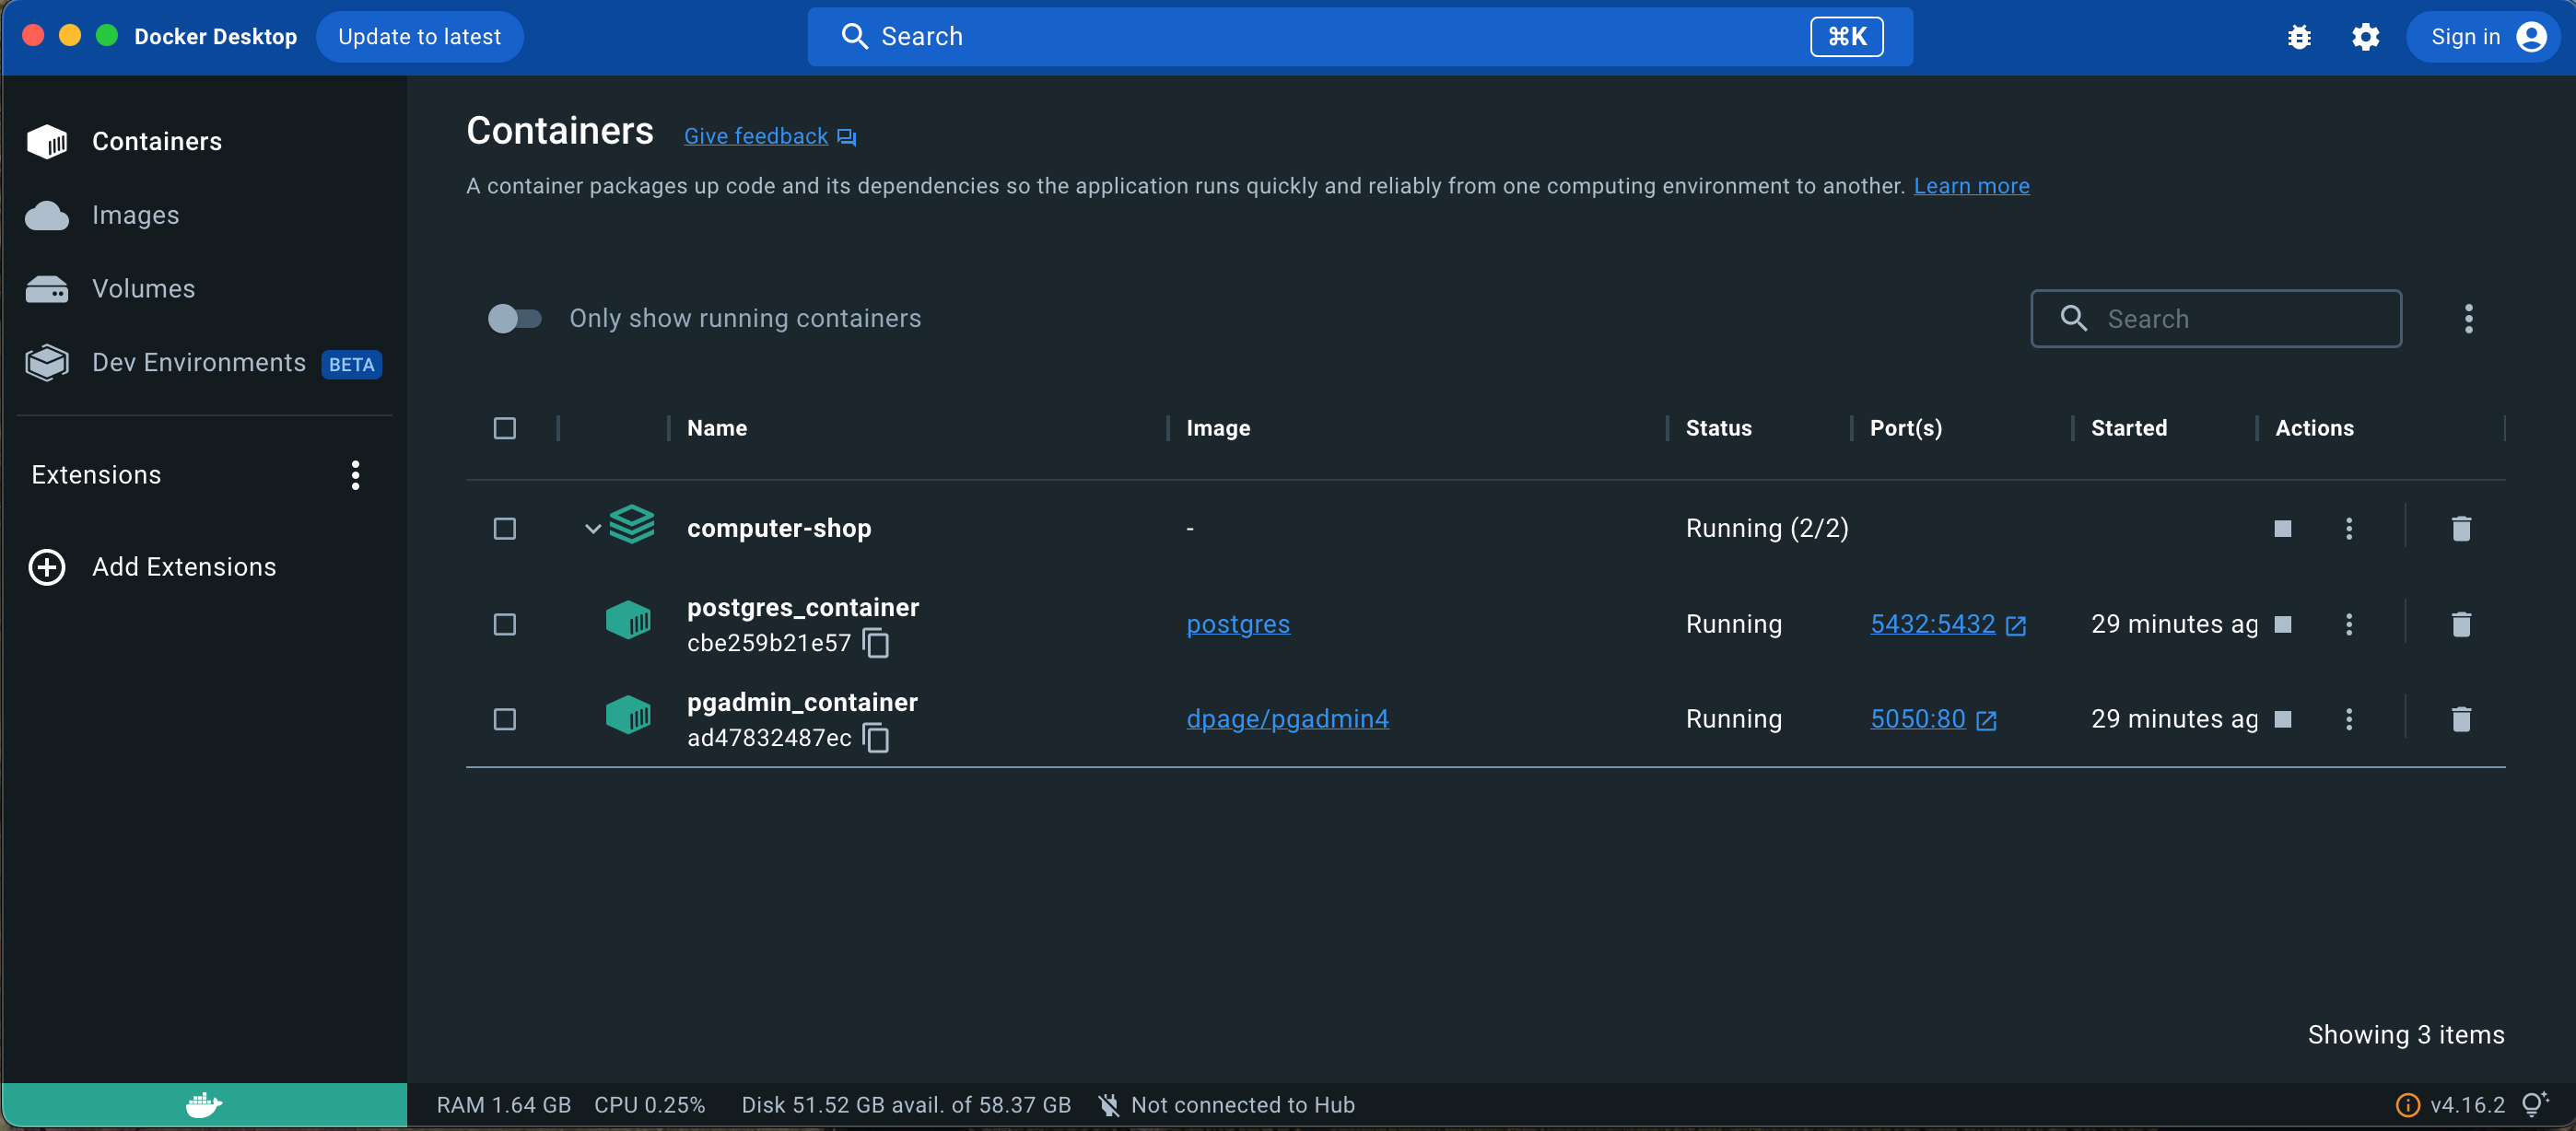 Docker Desktop
Update to latest
Search
⌘K
Sign in
Containers
Images
Volumes
Dev Environments BETA
Extensions
Add Extensions
Containers
Give feedback
A container packages up code and its dependencies so the application runs quickly and reliably from one computing environment to another. Learn more
Only show running containers
Search
Name Image Status Port(s) Started Actions
computer-shop - Running (2/2)
postgres_container
cbe259b21e57
postgres Running 5432:5432 29 minutes ag
pgadmin_container
ad47832487ec
dpage/pgadmin4 Running 5050:80 29 minutes ag
Showing 3 items
RAM 1.64 GB CPU 0.25% Disk 51.52 GB avail. of 58.37 GB Not connected to Hub
v4.16.2